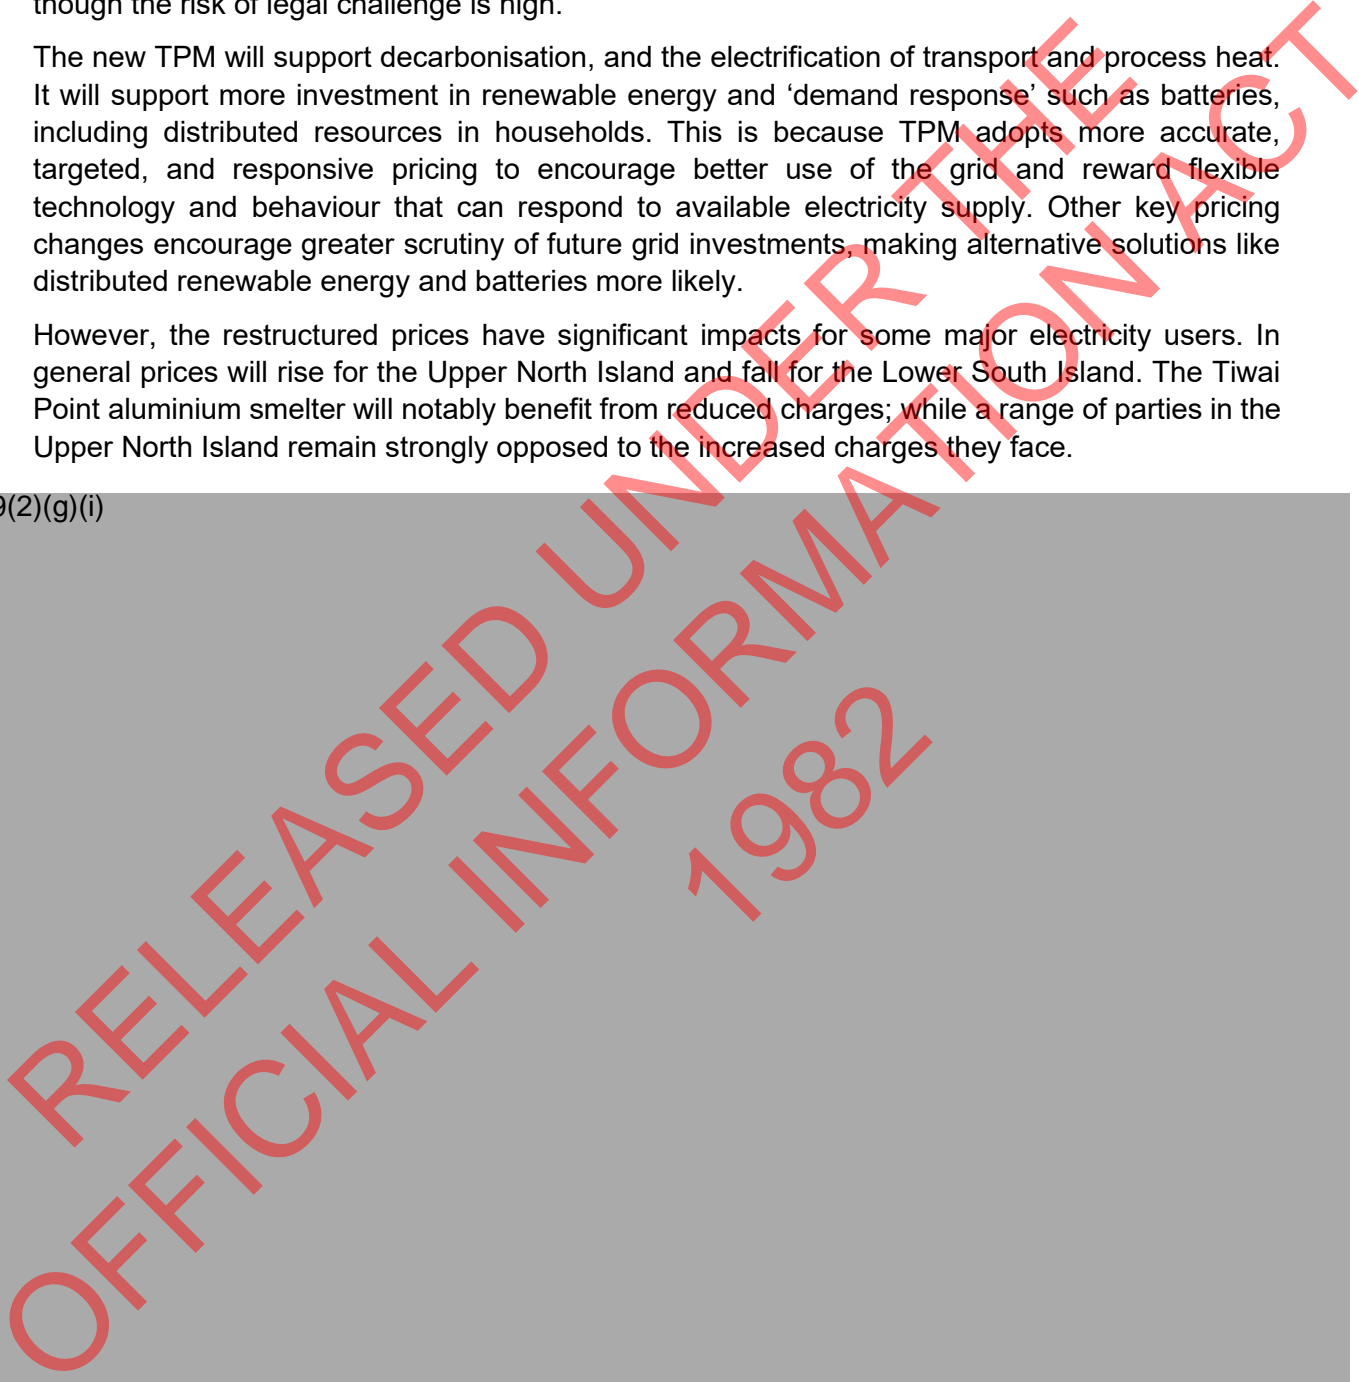 though the risk of legal challenge is high.
The new TPM will support decarbonisation, and the electrification of transport and process heat.
It will support more investment in renewable energy and ‘demand response’ such as batteries,
including distributed resources in households. This is because TPM adopts more accurate,
targeted, and responsive pricing to encourage better use of the grid and reward flexible
technology and behaviour that can respond to available electricity supply. Other key pricing
changes encourage greater scrutiny of future grid investments, making alternative solutions like
distributed renewable energy and batteries more likely.
However, the restructured prices have significant impacts for some major electricity users. In
general prices will rise for the Upper North Island and fall for the Lower South Island. The Tiwai
Point aluminium smelter will notably benefit from reduced charges; while a range of parties in the
Upper North Island remain strongly opposed to the increased charges they face.
9(2)(g)(i)
RELEASED UNDER THE
OFFICIAL INFORMATION ACT
1982